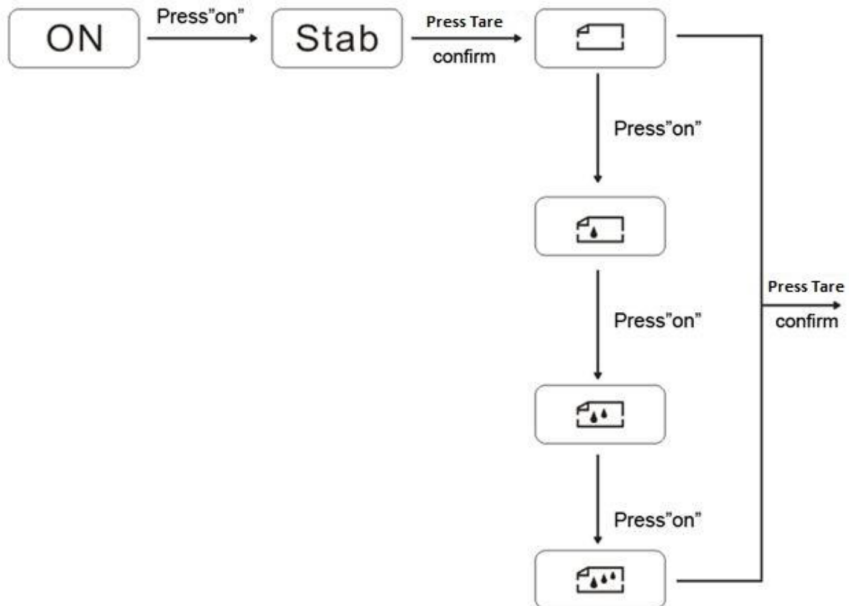 ON
Press"on"
Stab
Press Tare
confirm
Press"on"
Press"on"
Press Tare
confirm
Press"on"